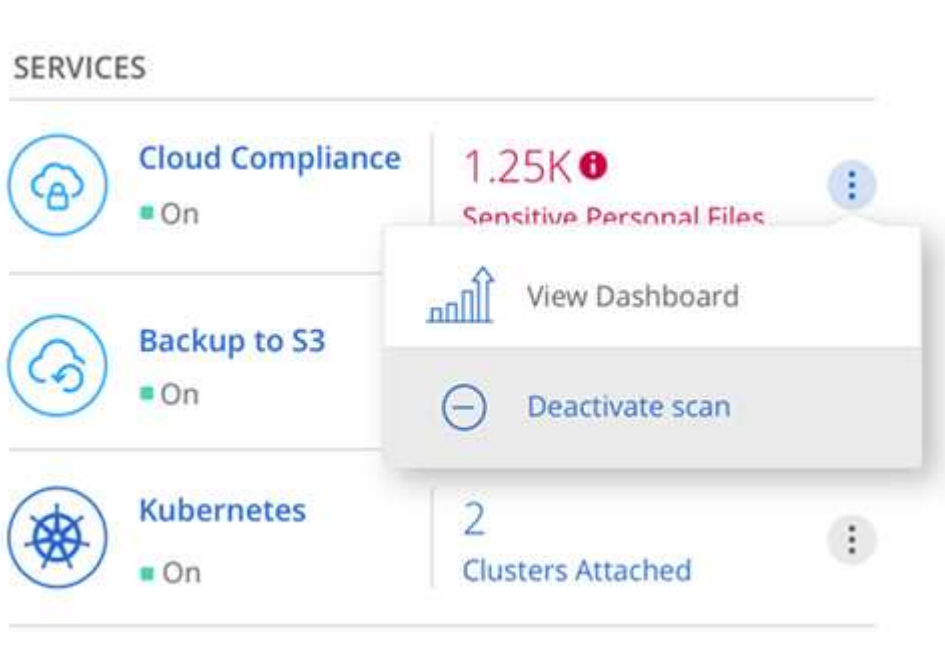 SERVICES
Cloud Compliance
On
1.25K
Sensitive Personal Files
View Dashboard
Deactivate scan
Backup to S3
On
Kubernetes
On
2
Clusters Attached